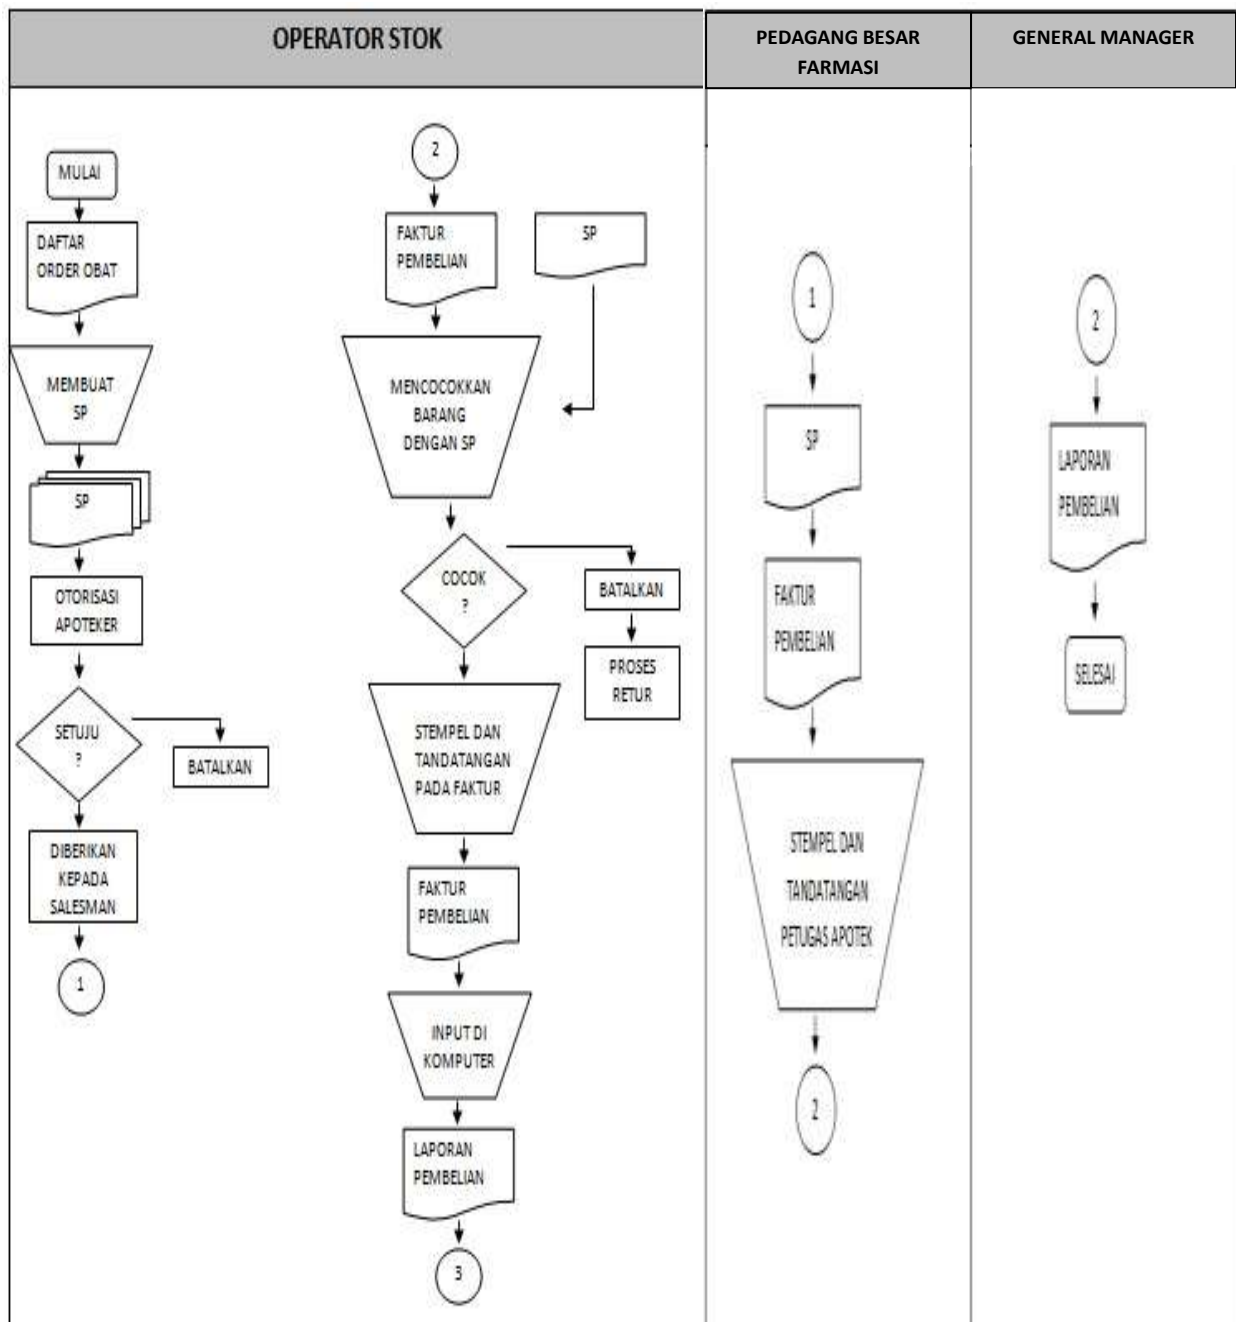 OPERATOR STOK
PEDAGANG BESAR
FARMASI
GENERAL MANAGER
MULAI
DAFTAR
ORDER OBAT
MEMBUAT
SP
SP
OTORISASI
APOTEKER
SETUJU
?
BATALKAN
DIBERIKAN
KEPADA
SALESMAN
1
2
FAKTUR
PEMBELIAN
SP
MENCOCOKKAN
BARANG
DENGAN SP
COCOK
?
BATALKAN
PROSES
RETUR
STEMPEL DAN
TANDATANGAN
PADA FAKTUR
FAKTUR
PEMBELIAN
INPUT DI
KOMPUTER
LAPORAN
PEMBELIAN
3
1
SP
FAKTUR
PEMBELIAN
STEMPEL DAN
TANDATANGAN
PETUGAS APOTEK
2
2
LAPORAN
PEMBELIAN
SELESAI